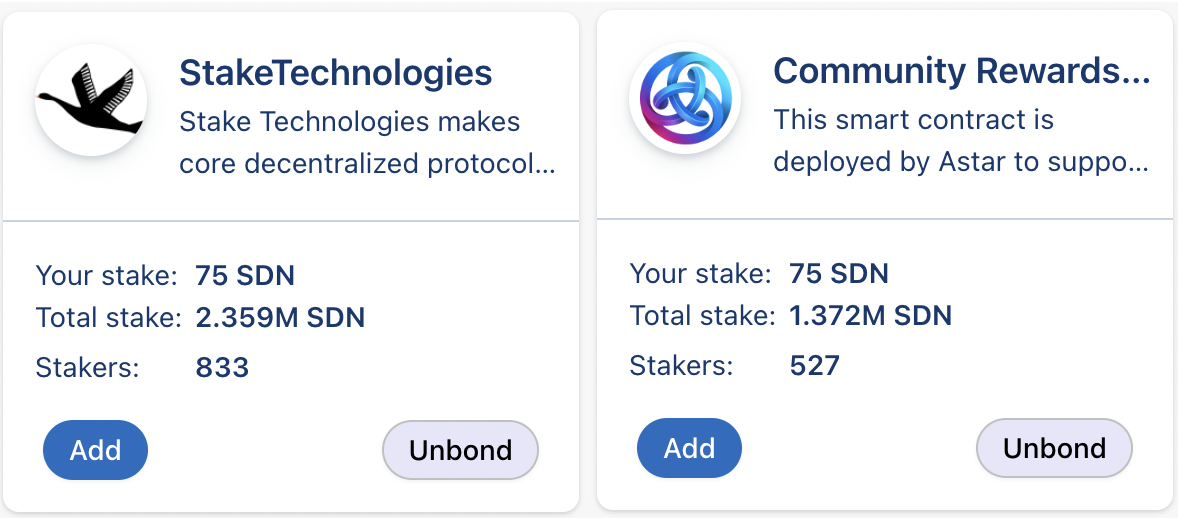 StakeTechnologies
Stake Technologies makes
core decentralized protocol...
Your stake: 75 SDN
Total stake: 2.359M SDN
Stakers: 833
Add
Unbond
Community Rewards...
This smart contract is
deployed by Astar to suppo...
Your stake: 75 SDN
Total stake: 1.372M SDN
Stakers: 527
Add
Unbond